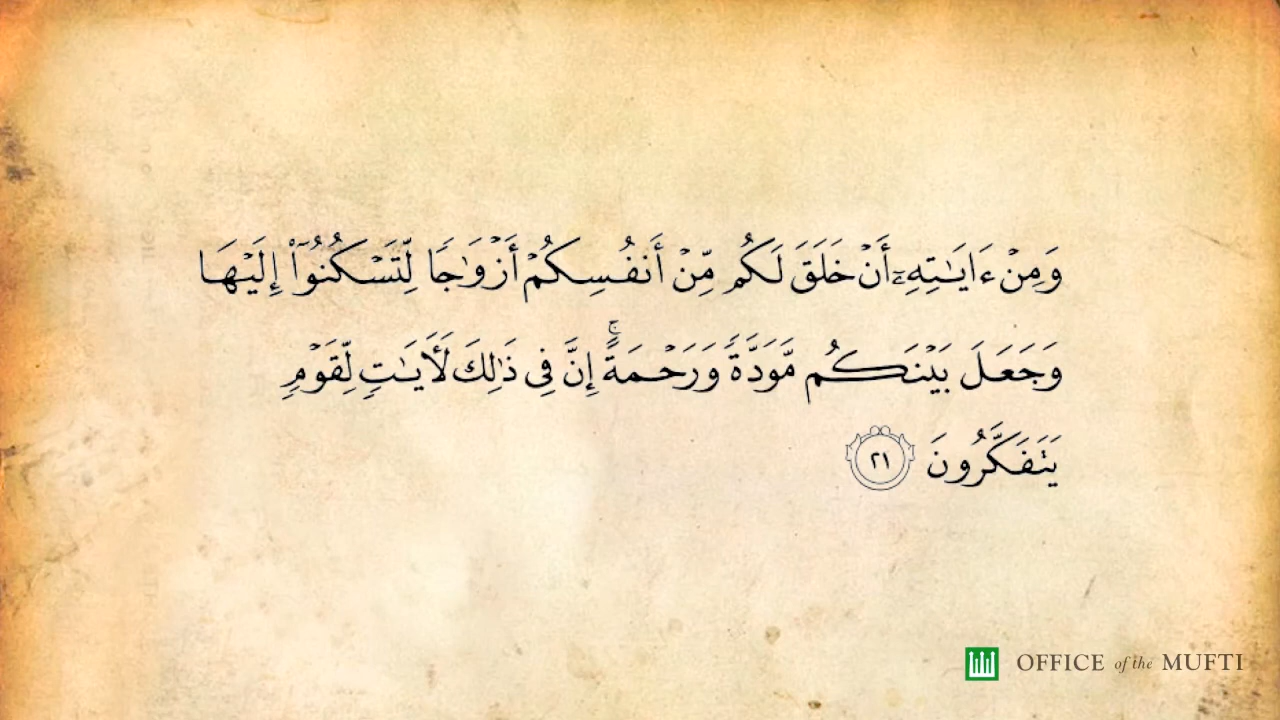 وَمِنْ ءَايَـٰتِهِۦٓ أَنْ خَلَقَ لَكُم مِّنْ أَنفُسِكُمْ أَزْوَٰجًا لِّتَسْكُنُوٓا۟ إِلَيْهَا
وَجَعَلَ بَيْنَكُم مَّوَدَّةً وَرَحْمَةً ۚ إِنَّ فِى ذَٰلِكَ لَـَٔايَـٰتٍ لِّقَوْمٍ
يَتَفَكَّرُونَ ٢١
OFFICE of the MUFTI